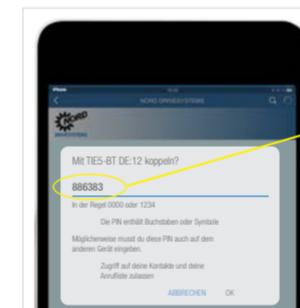 NORD DRIVESYSTEMS
NORD
DRIVESYSTEMS
Mit TIE5-BT DE:12 koppeln?
886383
In der Regel 0000 oder 1234
Die PIN enthält Buchstaben oder Symbole
Möglicherweise musst du diese PIN auch auf dem
anderen Gerät eingeben.
Zugriff auf deine Kontakte und deine
Anrufliste zulassen
ABBRECHEN OK